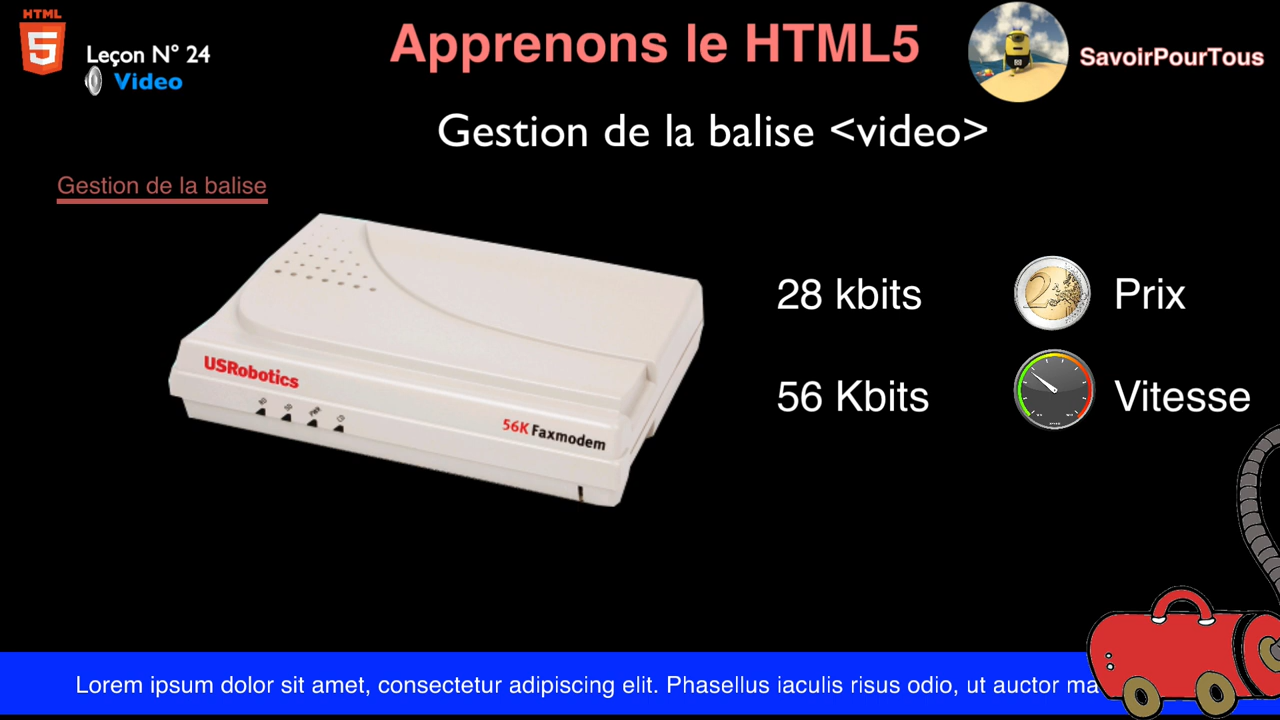 HTML
5
Leçon N° 24
Video
Apprenons le HTML5
SavoirPourTous
Gestion de la balise <video>
Gestion de la balise
USRobotics
56K Faxmodem
28 kbits
2
Prix
56 Kbits
Vitesse
Lorem ipsum dolor sit amet, consectetur adipiscing elit. Phasellus iaculis risus odio, ut auctor ma